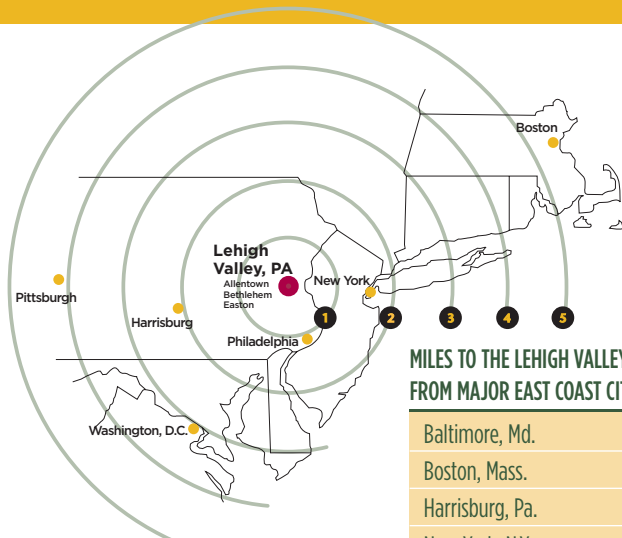 Boston
Lehigh
Valley, PA
Allentown
Bethlehem
Easton
New York
Pittsburgh
Harrisburg
Philadelphia
1
2
3
4
5
Washington, D.C.
MILES TO THE LEHIGH VALLEY
FROM MAJOR EAST COAST
Baltimore, Md.
Boston, Mass.
Harrisburg, Pa.